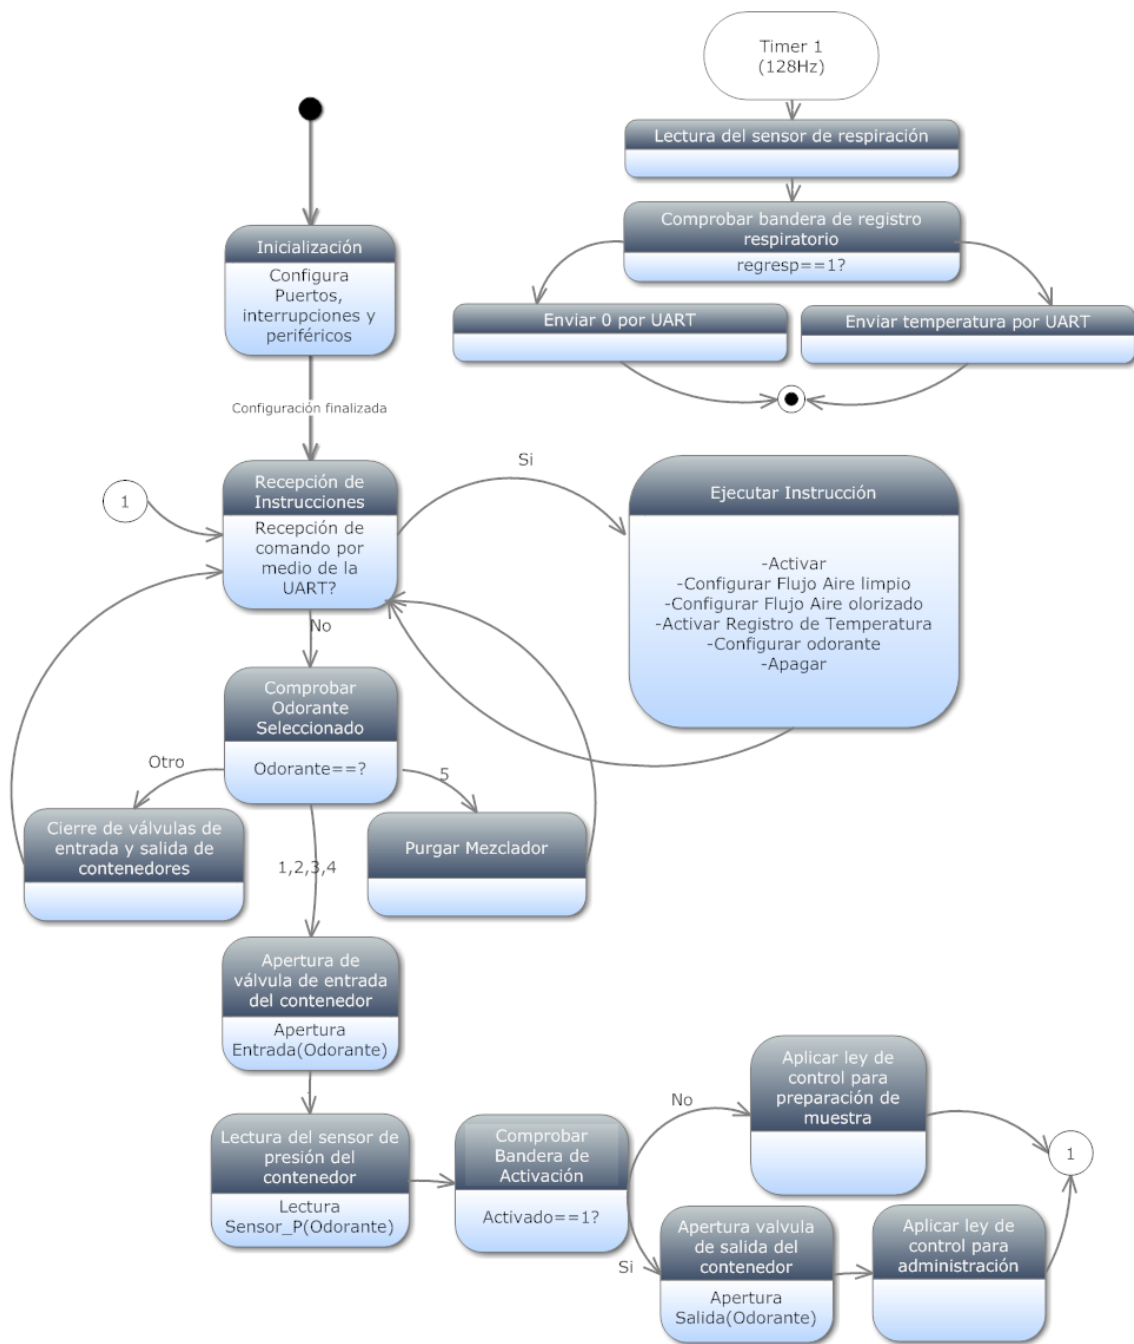 Timer 1
(128Hz)
Lectura del sensor de respiración
Comprobar bandera de registro
respiratorio
regresp==1?
Enviar 0 por UART
Enviar temperatura por UART
Inicialización
Configura
Puertos,
interrupciones y
periféricos
Configuración finalizada
1
Recepción de
Instrucciones
Recepción de
comando por
medio de la
UART?
Si
Ejecutar Instrucción
-Activar
-Configurar Flujo Aire limpio
-Configurar Flujo Aire olorizado
-Activar Registro de Temperatura
-Configurar odorante
-Apagar
No
Comprobar
Odorante
Seleccionado
Odorante==?
Otro
5
1,2,3,4
Cierre de válvulas de
entrada y salida de
contenedores
Purgar Mezclador
Apertura de
válvula de entrada
del contenedor
Apertura
Entrada(Odorante)
Lectura del sensor de
presión del
contenedor
Lectura
Sensor_P(Odorante)
Comprobar
Bandera de
Activación
Activado==1?
No
Aplicar ley de
control para
preparación de
muestra
1
Si
Apertura valvula
de salida del
contenedor
Apertura
Salida(Odorante)
Aplicar ley de
control para
administración